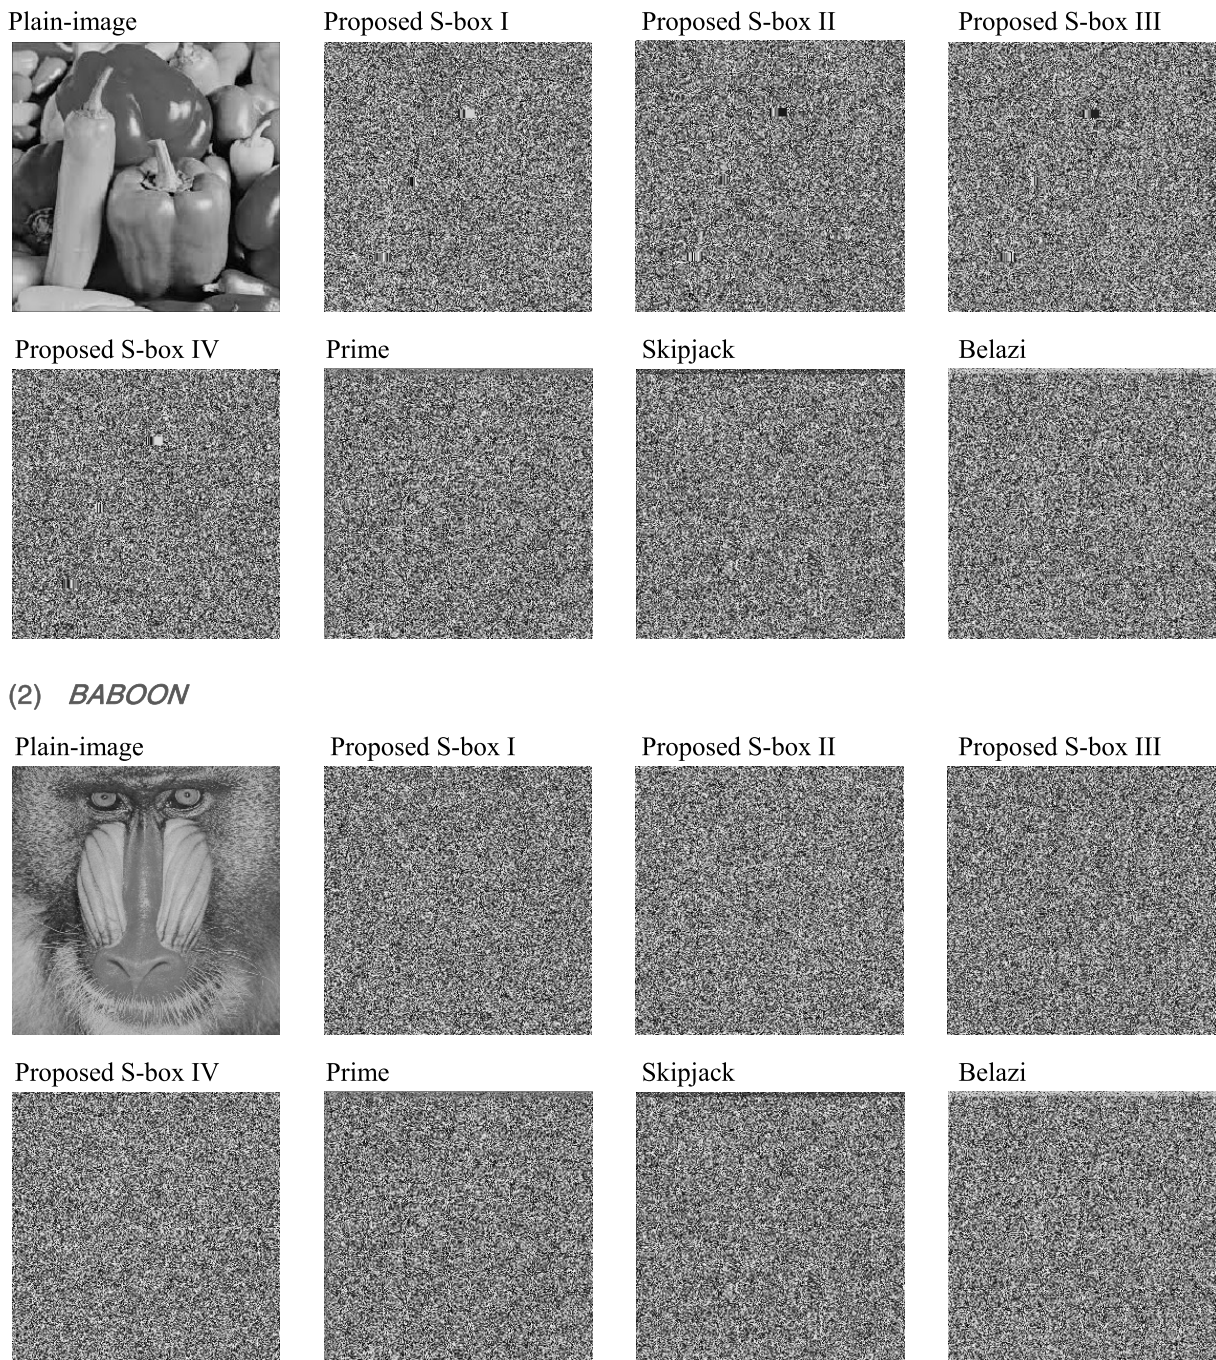 Plain-image Proposed S-box I Proposed S-box II Proposed S-box III
Proposed S-box IV Prime Skipjack Belazi
(2) BABOON
Plain-image Proposed S-box I Proposed S-box II Proposed S-box III
Proposed S-box IV Prime Skipjack Belazi